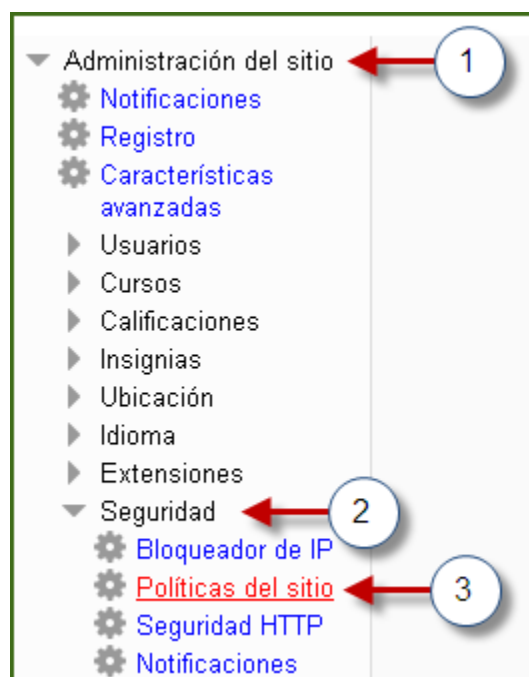 Administración del sitio 1
Notificaciones
Registro
Características
avanzadas
Usuarios
Cursos
Calificaciones
Insignias
Ubicación
Idioma
Extensiones
Seguridad 2
Bloqueador de IP
Políticas del sitio 3
Seguridad HTTP
Notificaciones